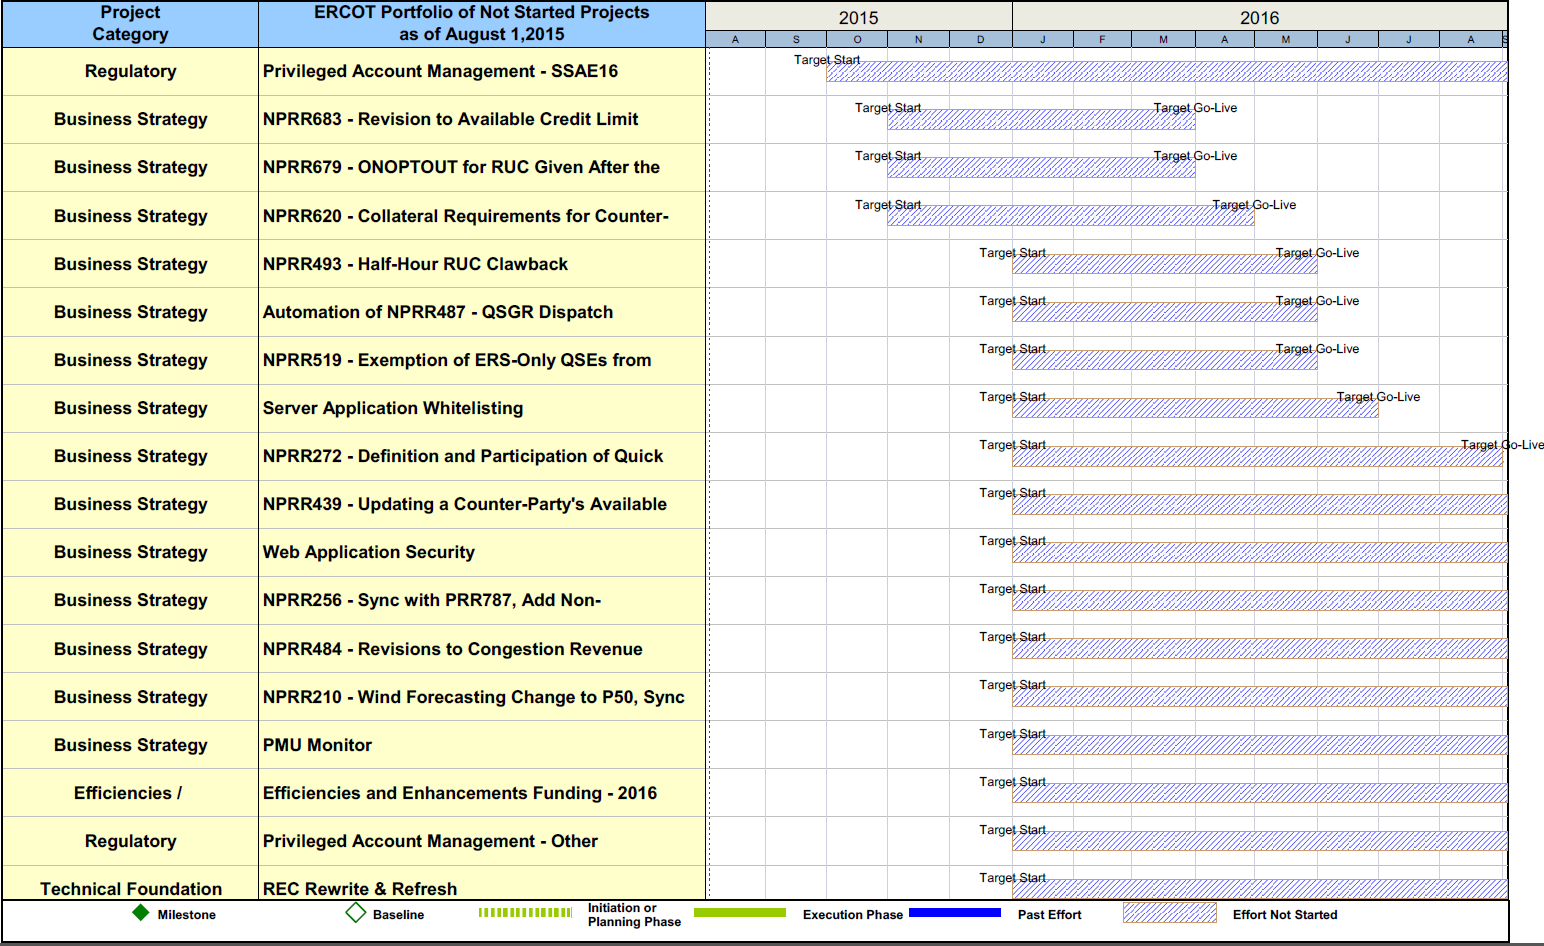 Project
Category
ERCOT Portfolio of Not Started Projects
as of August 1,2015
2015
2016
A S O N D J F M A M J J A S
Regulatory
Privileged Account Management - SSAE16
Target Start
Business Strategy
NPRR683 - Revision to Available Credit Limit
Target Start
Target Go-Live
Business Strategy
NPRR679 - ONOPTOUT for RUC Given After the
Target Start
Target Go-Live
Business Strategy
NPRR620 - Collateral Requirements for Counter-
Target Start
Target Go-Live
Business Strategy
NPRR493 - Half-Hour RUC Clawback
Target Start
Target Go-Live
Business Strategy
Automation of NPRR487 - QSGR Dispatch
Target Start
Target Go-Live
Business Strategy
NPRR519 - Exemption of ERS-Only QSEs from
Target Start
Target Go-Live
Business Strategy
Server Application Whitelisting
Target Start
Target Go-Live
Business Strategy
NPRR272 - Definition and Participation of Quick
Target Start
Target Go-Live
Business Strategy
NPRR439 - Updating a Counter-Party's Available
Target Start
Business Strategy
Web Application Security
Target Start
Business Strategy
NPRR256 - Sync with PRR787, Add Non-
Target Start
Business Strategy
NPRR484 - Revisions to Congestion Revenue
Target Start
Business Strategy
NPRR210 - Wind Forecasting Change to P50, Sync
Target Start
Business Strategy
PMU Monitor
Target Start
Efficiencies /
Efficiencies and Enhancements Funding - 2016
Target Start
Regulatory
Privileged Account Management - Other
Target Start
Technical Foundation
REC Rewrite & Refresh
Target Start
Milestone
Baseline
Initiation or
Planning Phase
Execution Phase
Past Effort
Effort Not Started